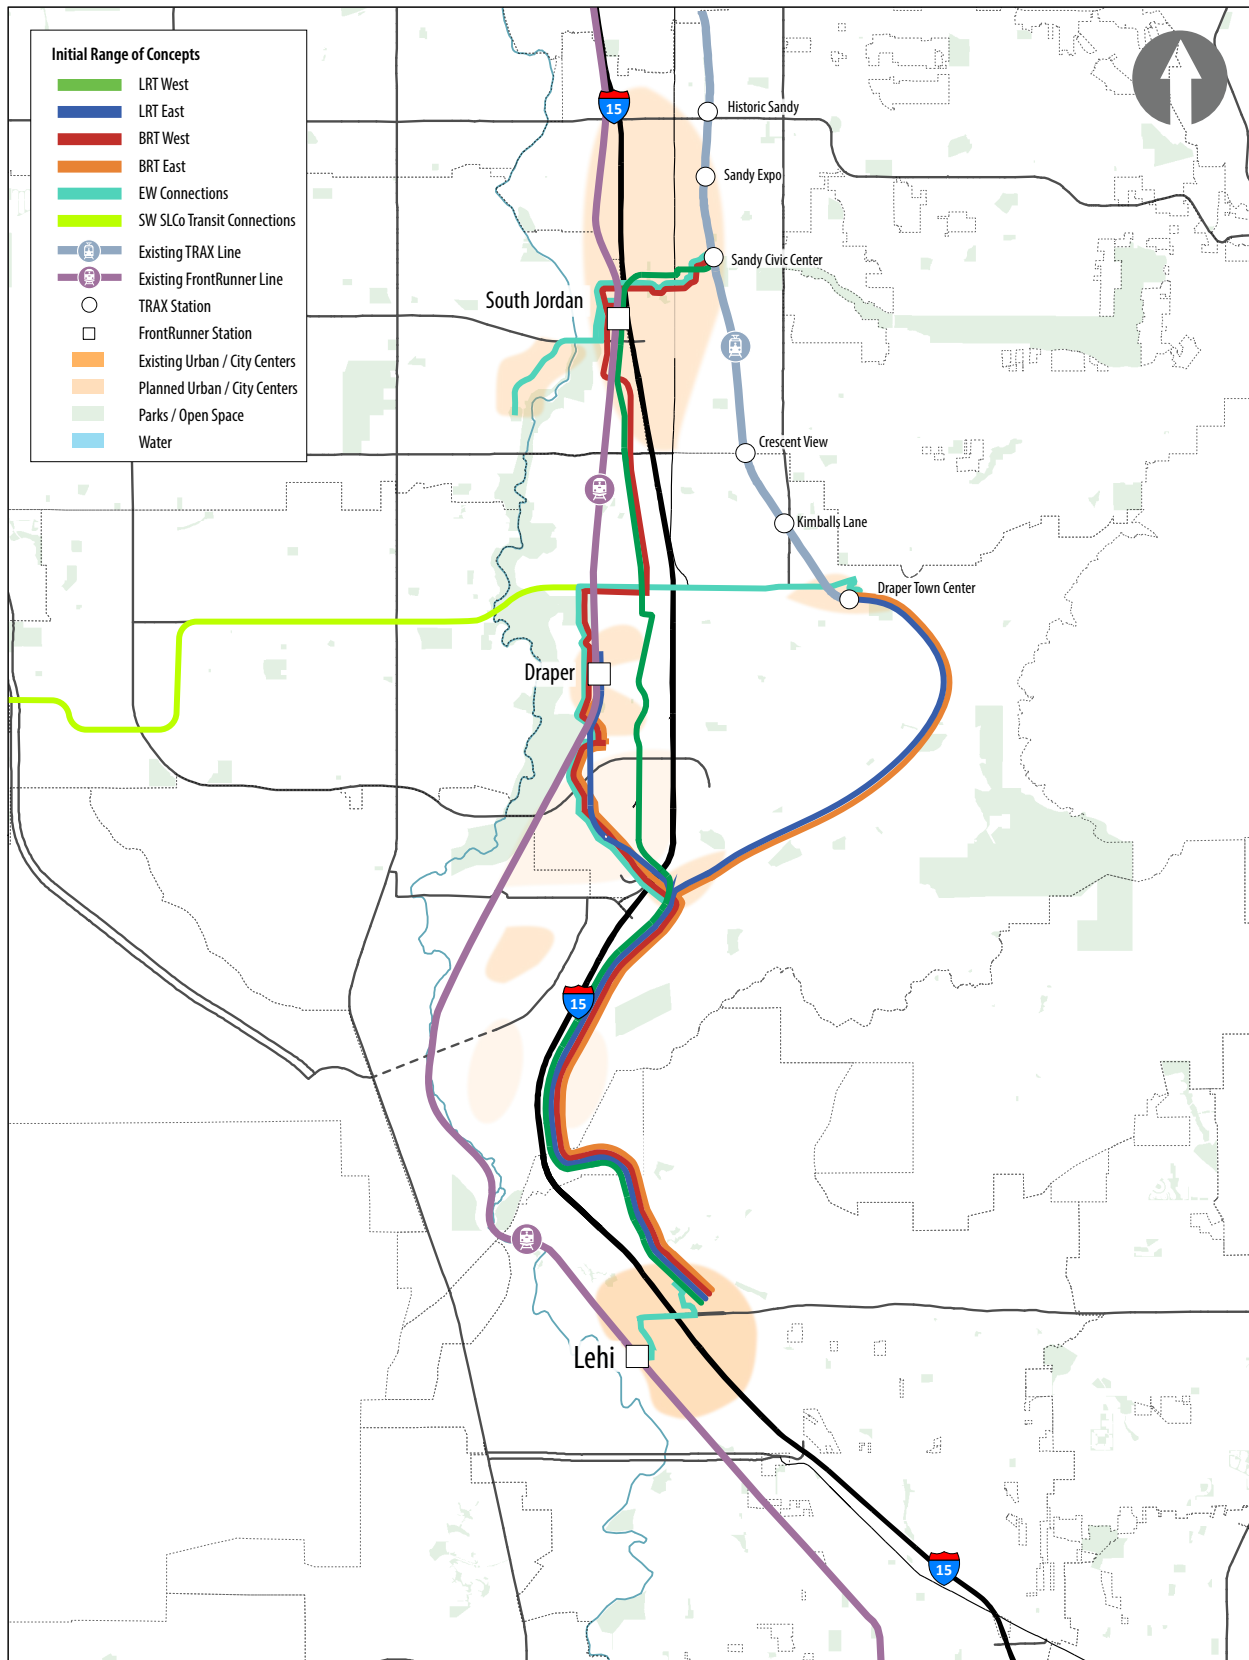 Initial Range of Concepts
LRT West
LRT East
BRT West
BRT East
EW Connections
SW SLCo Transit Connections
Existing TRAX Line
Existing FrontRunner Line
TRAX Station
FrontRunner Station
Existing Urban / City Centers
Planned Urban / City Centers
Parks / Open Space
Water
15
Historic Sandy
Sandy Expo
Sandy Civic Center
South Jordan
Crescent View
Kimballs Lane
Draper Town Center
Draper
15
Lehi
15